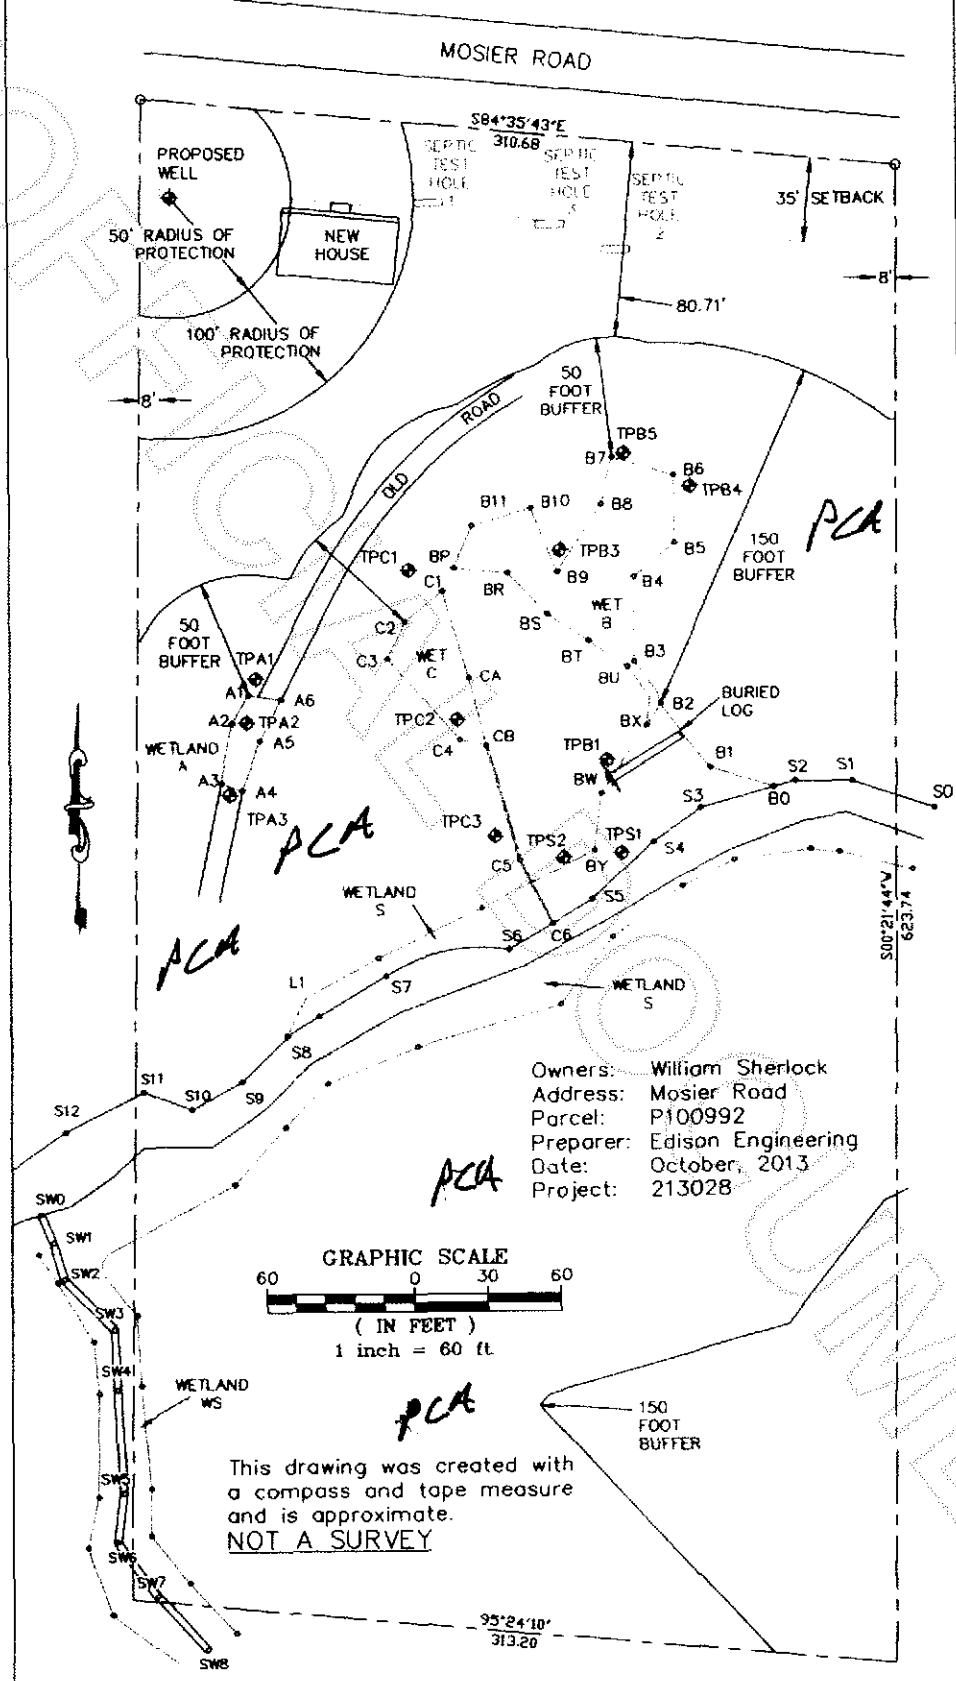 MOSIER ROAD
S84°35'43"E
310.68
PROPOSED
WELL
SEPTIC
TEST
HOLE
1
SEPTIC
TEST
HOLE
3
SEPTIC
TEST
HOLE
2
35' SETBACK
50' RADIUS OF
PROTECTION
NEW
HOUSE
8'
80.71'
100' RADIUS OF
PROTECTION
8'
50
FOOT
BUFFER
OLD ROAD
TPB5
B7
B6
TPB4
B8
B11
B10
PCA
150
FOOT
BUFFER
TPC1
BP
TPB3
B5
C1
BR
B9
B4
50
FOOT
BUFFER
C2
BS
WET
B
C3
WET
C
BT
B3
BU
TPA1
A1
A6
CA
B2
BURIED
LOG
A2
TPA2
TPC2
BX
WETLAND
A
A5
C4
CB
TPB1
B1
A3
A4
BW
S2
S1
B0
S0
TPA3
S3
PCA
TPC3
TPS2
TPS1
S4
C5
BY
WETLAND
S
S5
S00°21'44"W
623.74
PCA
S6
C6
L1
S7
WETLAND
S
S8
S11
S10
S9
S12
Owners: William Sherlock
Address: Mosier Road
Parcel: P100992
Preparer: Edison Engineering
Date: October, 2013
Project: 213028
PCA
SW0
SW1
SW2
SW3
SW4
SW5
SW6
SW7
SW8
GRAPHIC SCALE
60 0 30 60
( IN FEET )
1 inch = 60 ft
WETLAND
WS
PCA
150
FOOT
BUFFER
This drawing was created with
a compass and tape measure
and is approximate.
NOT A SURVEY
95°24'10"
313.20